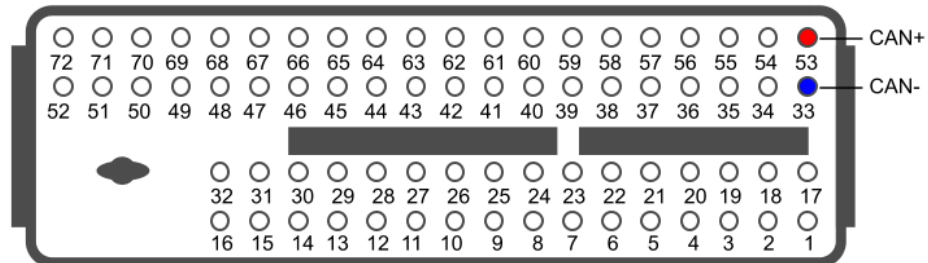 CAN+
72 71 70 69 68 67 66 65 64 63 62 61 60 59 58 57 56 55 54 53
CAN-
52 51 50 49 48 47 46 45 44 43 42 41 40 39 38 37 36 35 34 33
32 31 30 29 28 27 26 25 24 23 22 21 20 19 18 17
16 15 14 13 12 11 10 9 8 7 6 5 4 3 2 1